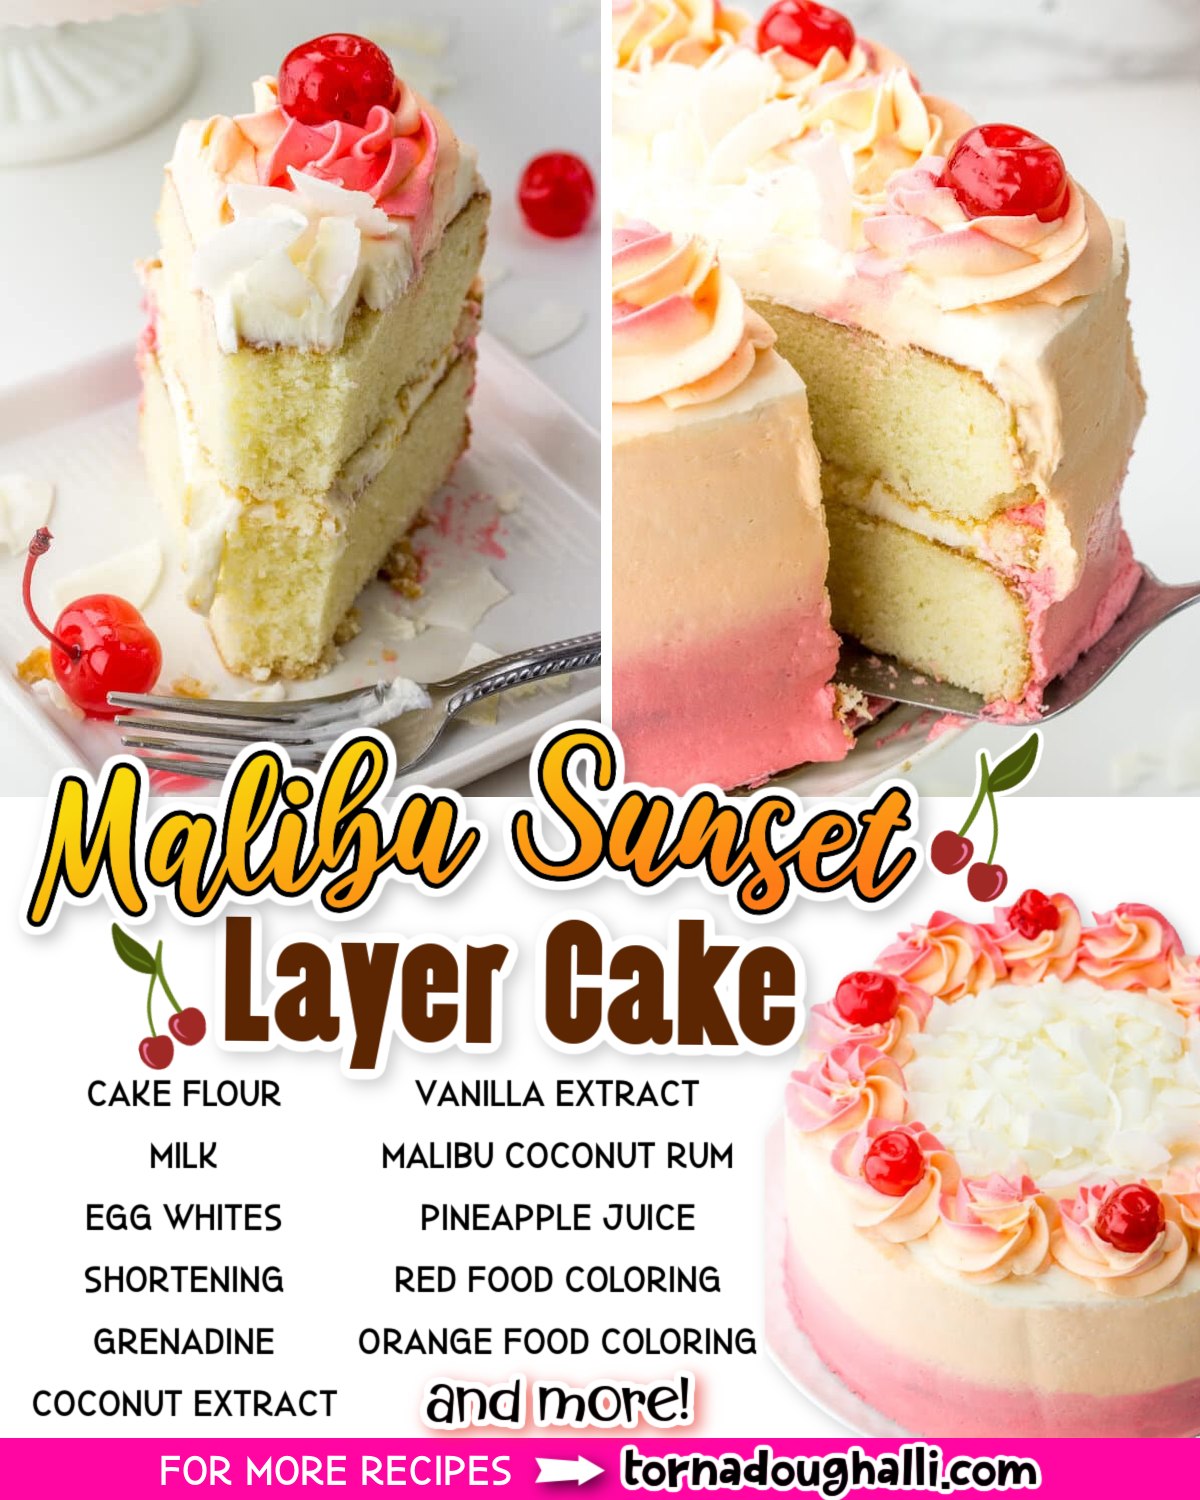 Malibu Sunset
Layer Cake
CAKE FLOUR
MILK
EGG WHITES
SHORTENING
GRENADINE
COCONUT EXTRACT
VANILLA EXTRACT
MALIBU COCONUT RUM
PINEAPPLE JUICE
RED FOOD COLORING
ORANGE FOOD COLORING
and more!
FOR MORE RECIPES tornadoughalli.com